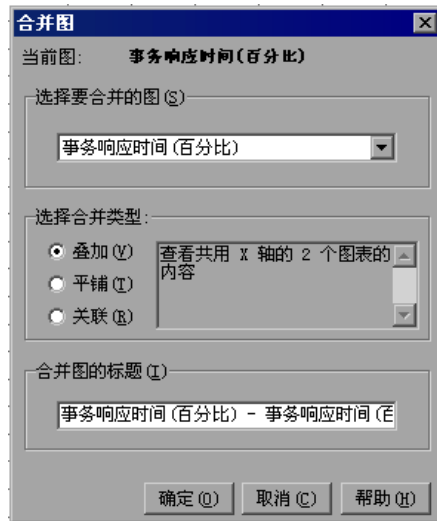 合并图
当前图: 事务响应时间(百分比)
选择要合并的图(S)
事务响应时间(百分比)
选择合并类型:
叠加(V)
平铺(T)
关联(R)
查看共用 X 轴的 2 个图表的
内容
合并图的标题(I)
事务响应时间(百分比) - 事务响应时间(百
确定(O)
取消(C)
帮助(H)